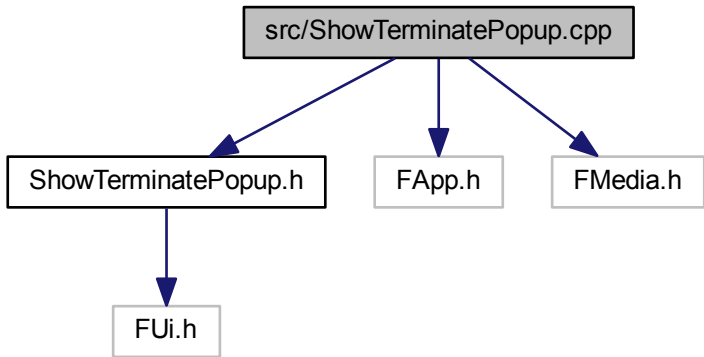 src/ShowTerminatePopup.cpp
ShowTerminatePopup.h
FApp.h
FMedia.h
FUi.h